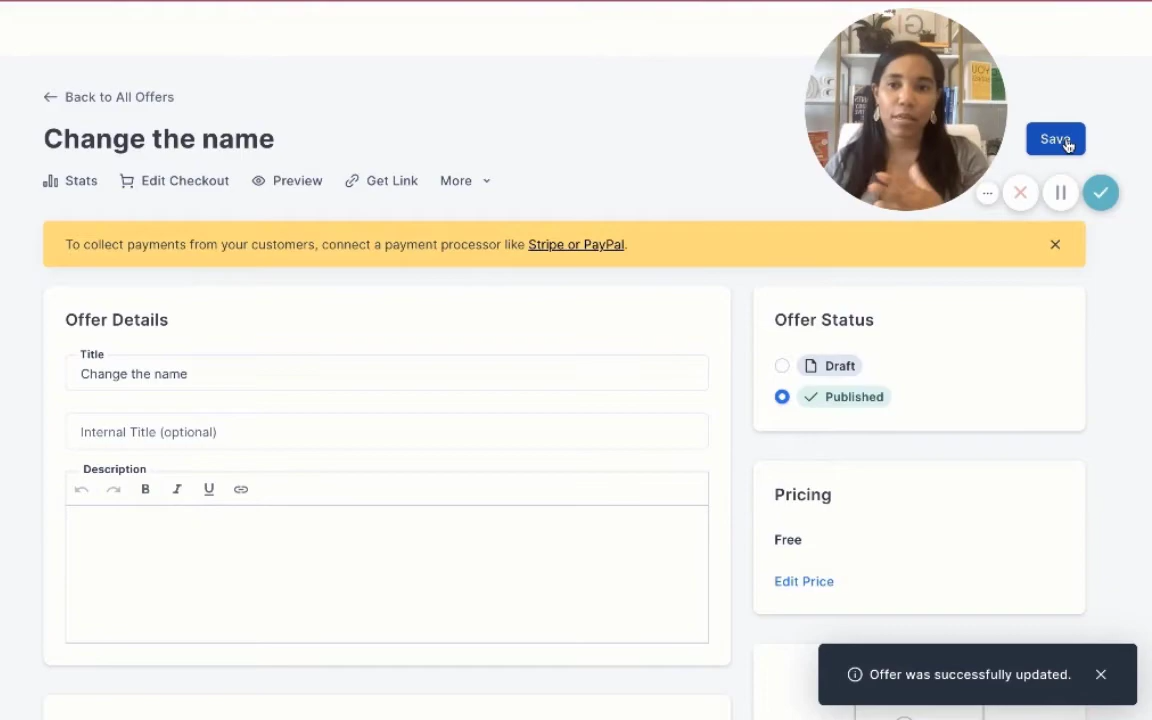 Back to All Offers
Change the name
Save
Stats
Edit Checkout
Preview
Get Link
More
To collect payments from your customers, connect a payment processor like Stripe or PayPal.
Offer Details
Title
Change the name
Internal Title (optional)
Description
B I U
Offer Status
Draft
Published
Pricing
Free
Edit Price
Offer was successfully updated.